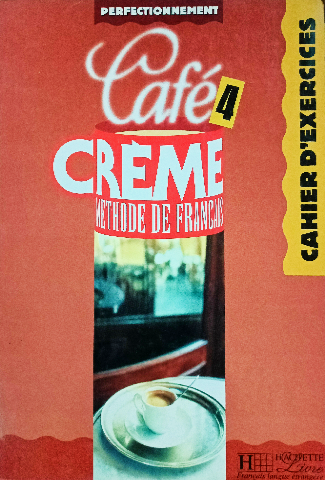 PERFECTIONNEMENT
Café 4
CRÈME
MÉTHODE DE FRANÇAIS
CAHIER D'EXERCICES
H HACHETTE
Livre
Français langue étrangère